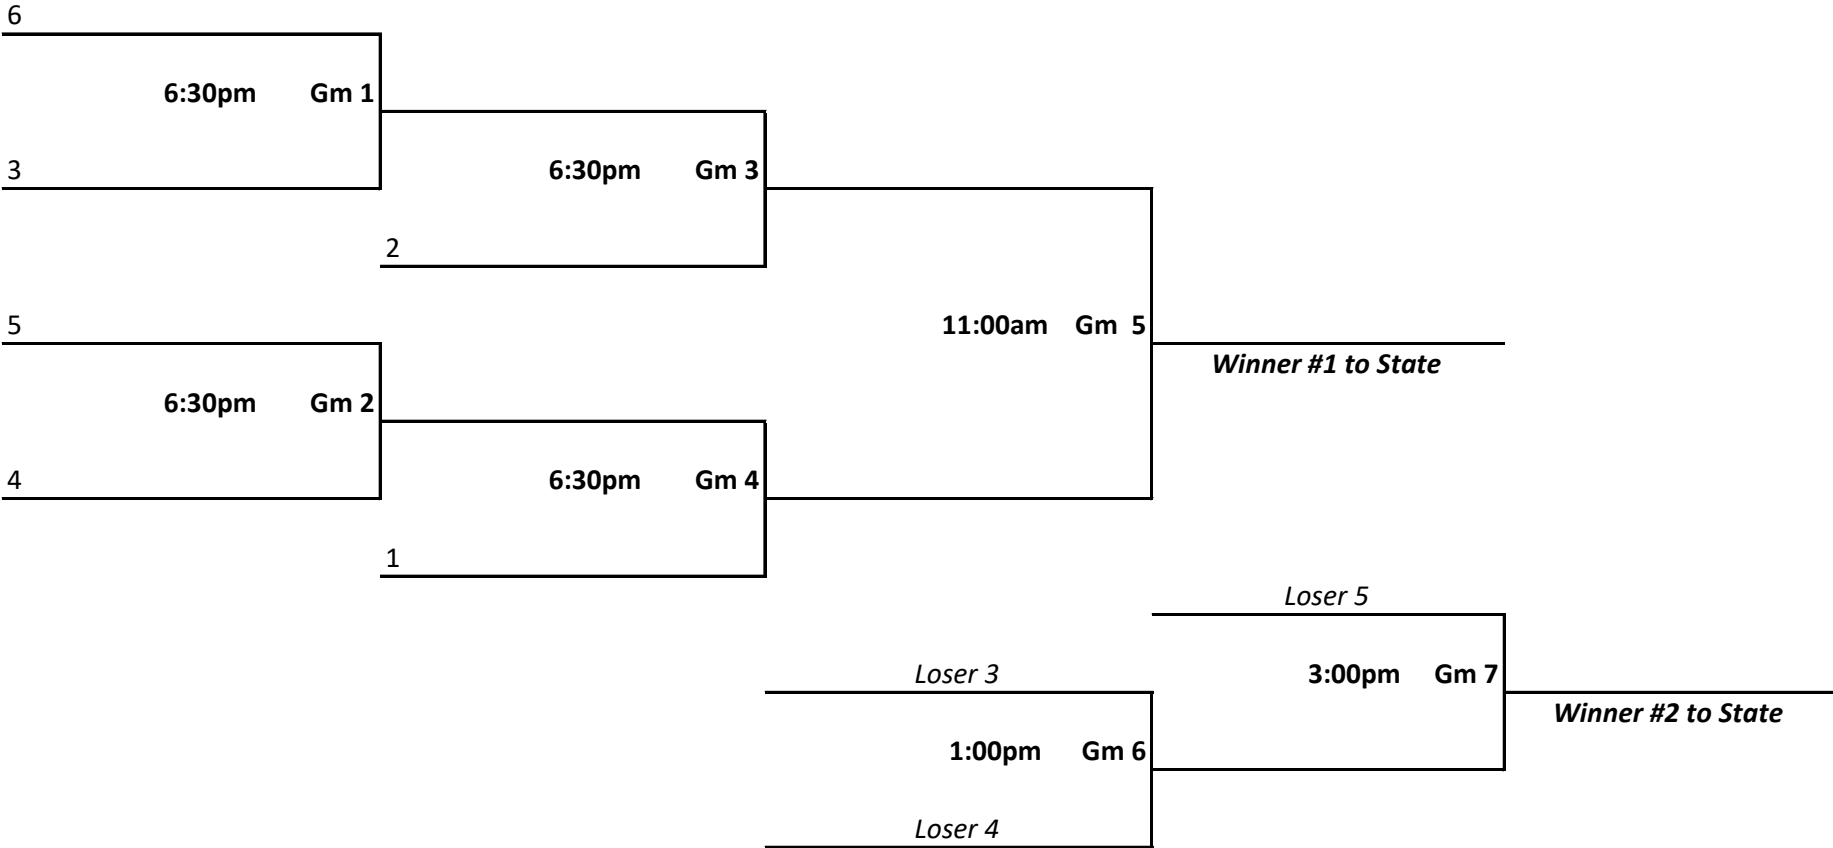 6
6:30pm Gm 1
3
6:30pm Gm 3
2
5
11:00am Gm 5
Winner #1 to State
6:30pm Gm 2
4
6:30pm Gm 4
1
Loser 5
Loser 3
3:00pm Gm 7
Winner #2 to State
1:00pm Gm 6
Loser 4